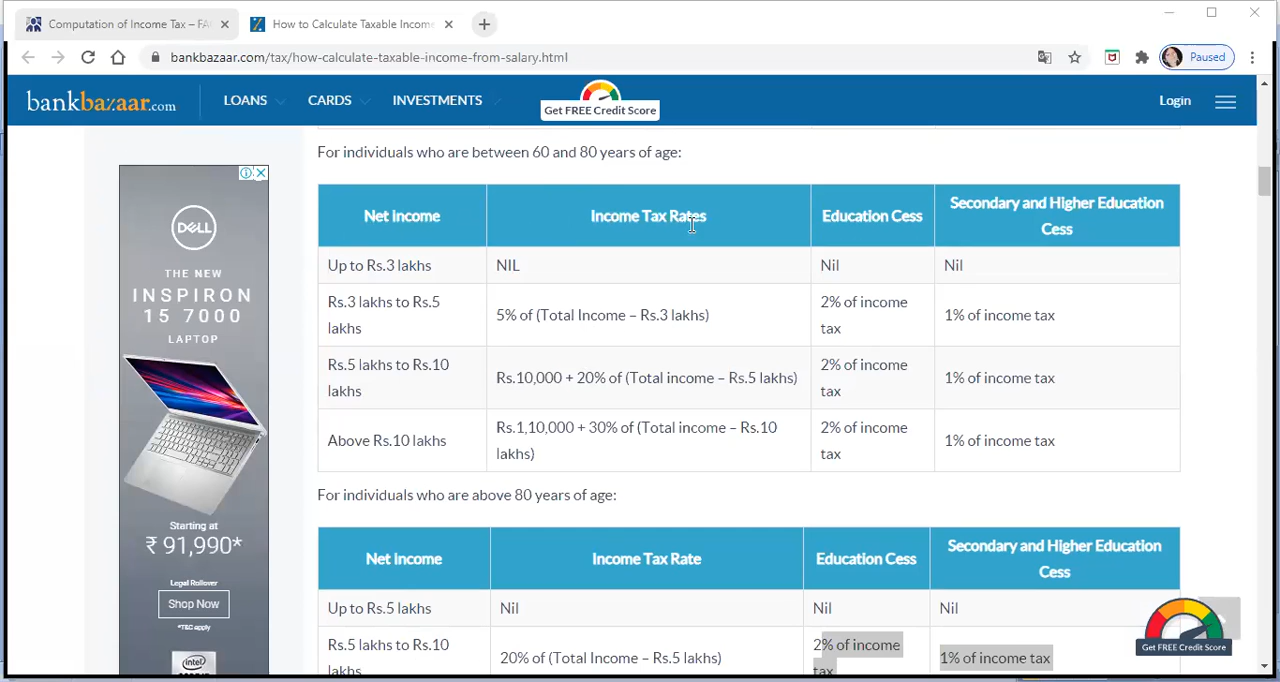 Computation of Income Tax – FA
How to Calculate Taxable Income
bankbazaar.com/tax/how-calculate-taxable-income-from-salary.html
Paused
bankbazaar.com
LOANS
CARDS
INVESTMENTS
Get FREE Credit Score
Login
For individuals who are between 60 and 80 years of age:
Net income
Income Tax Rates
Education Cess
Secondary and Higher Education
Cess
Up to Rs.3 lakhs
NIL
Nil
Nil
Rs.3 lakhs to Rs.5
lakhs
5% of (Total Income – Rs.3 lakhs)
2% of income
tax
1% of income tax
Rs.5 lakhs to Rs.10
lakhs
Rs.10,000 + 20% of (Total income – Rs.5 lakhs)
2% of income
tax
1% of income tax
Above Rs.10 lakhs
Rs.1,10,000 + 30% of (Total income – Rs.10
lakhs)
2% of income
tax
1% of income tax
For individuals who are above 80 years of age:
Net income
Income Tax Rate
Education Cess
Secondary and Higher Education
Cess
Up to Rs.5 lakhs
Nil
Nil
Nil
Rs.5 lakhs to Rs.10
lakhs
20% of (Total Income – Rs.5 lakhs)
2% of income
tax
1% of income tax
DELL
THE NEW
INSPIRON
15 7000
LAPTOP
Starting at
₹ 91,990*
Legal Rollover
Shop Now
*T&C apply
intel
Get FREE Credit Score